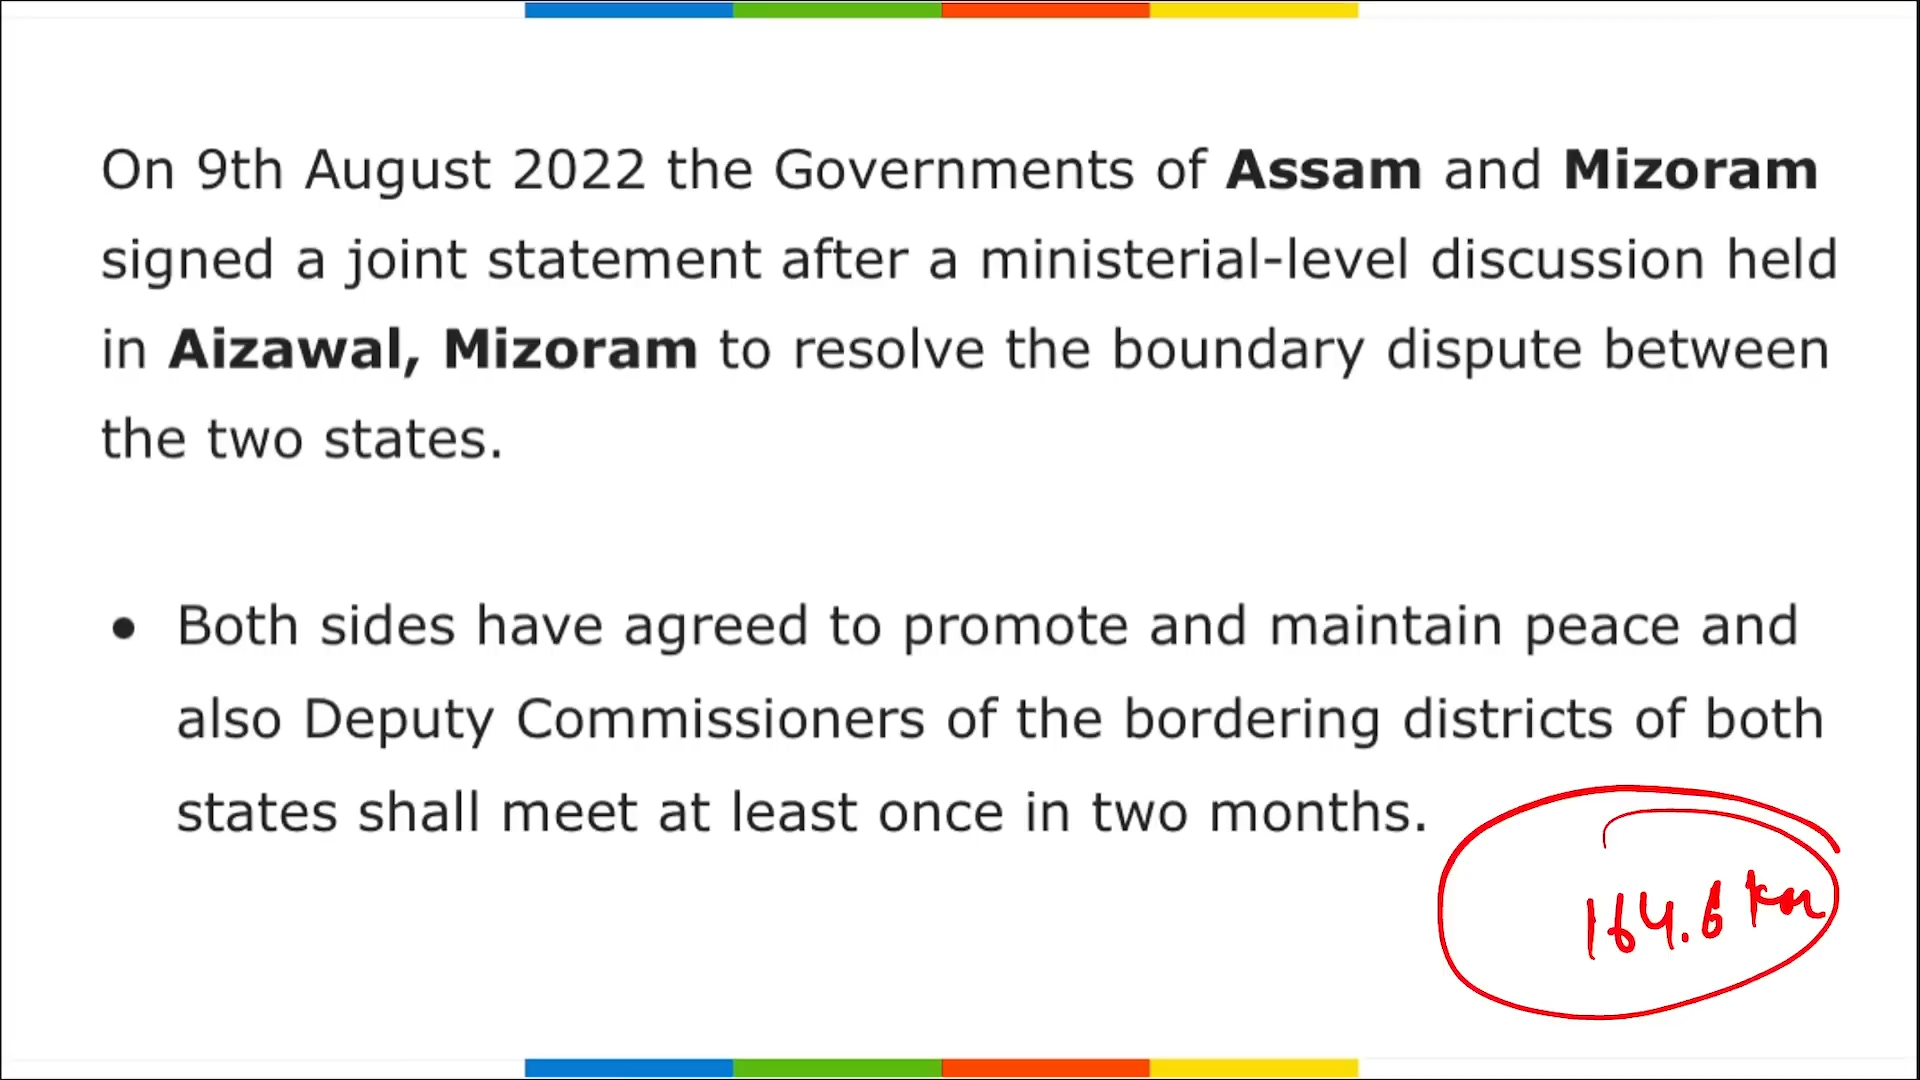 On 9th August 2022 the Governments of Assam and Mizoram
signed a joint statement after a ministerial-level discussion held
in Aizawal, Mizoram to resolve the boundary dispute between
the two states.
• Both sides have agreed to promote and maintain peace and
also Deputy Commissioners of the bordering districts of both
states shall meet at least once in two months.
164.6 km